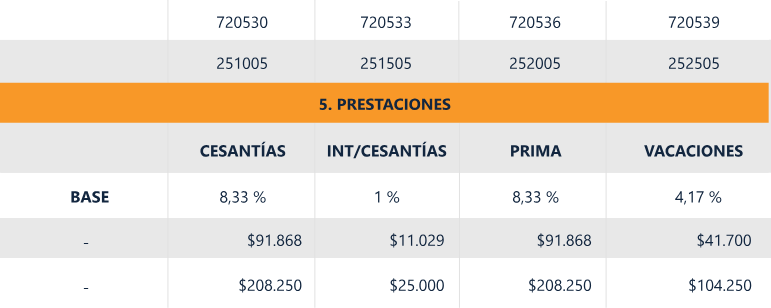 720530 720533 720536 720539
251005 251505 252005 252505
5. PRESTACIONES
CESANTÍAS INT/CESANTÍAS PRIMA VACACIONES
BASE 8,33 % 1 % 8,33 % 4,17 %
- $91.868 $11.029 $91.868 $41.700
- $208.250 $25.000 $208.250 $104.250